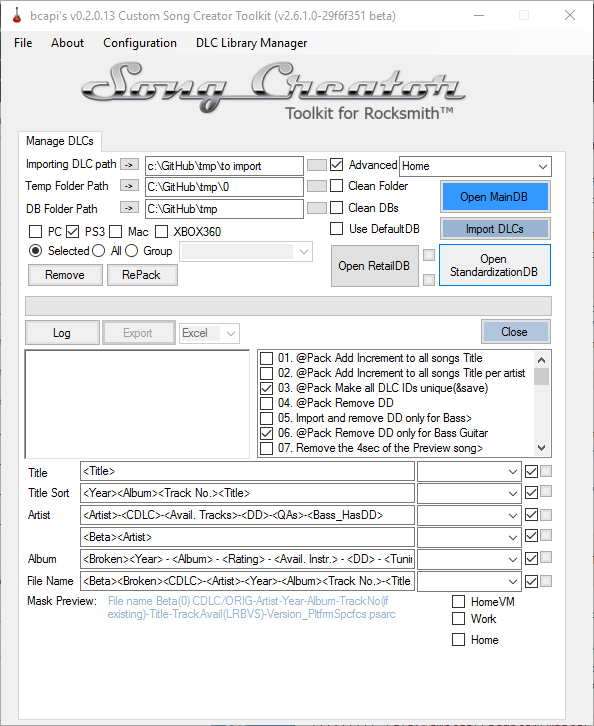 bcapi's v0.2.0.13 Custom Song Creator Toolkit (v2.6.1.0-29f6f351 beta)
File About Configuration DLC Library Manager
Song Creator
Toolkit for Rocksmith™
Manage DLCs
Importing DLC path -> c:\GitHub\tmp\to import Advanced Home
Temp Folder Path -> C:\GitHub\tmp\0 Clean Folder
DB Folder Path -> C:\GitHub\tmp Clean DBs
Open MainDB
PC PS3 Mac XBOX360 Use DefaultDB Import DLCs
Selected All Group
Remove RePack Open RetailDB Open
StandardizationDB
Log Export Excel Close
01. @Pack Add Increment to all songs Title
02. @Pack Add Increment to all songs Title per artist
03. @Pack Make all DLC IDs unique(&save)
04. @Pack Remove DD
05. Import and remove DD only for Bass>
06. @Pack Remove DD only for Bass Guitar
07. Remove the 4sec of the Preview song>
Title <Title>
Title Sort <Year><Album><Track No.><Title>
Artist <Artist>-<CDLC>-<Avail. Tracks>-<DD>-<QAs>-<Bass_HasDD>
<Beta><Artist>
Album <Broken><Year> - <Album> - <Rating> - <Avail. Instr.> - <DD> - <Tunin
File Name <Beta><Broken><CDLC>-<Artist>-<Year>-<Album><Track No.>-<Title
Mask Preview: File name Beta(0) CDLC/ORIG-Artist-Year-Album-TrackNo(if
existing)-Title-TrackAvail(LRBVS)-Version_PltfrmSpcfcs.psarc
HomeVM
Work
Home